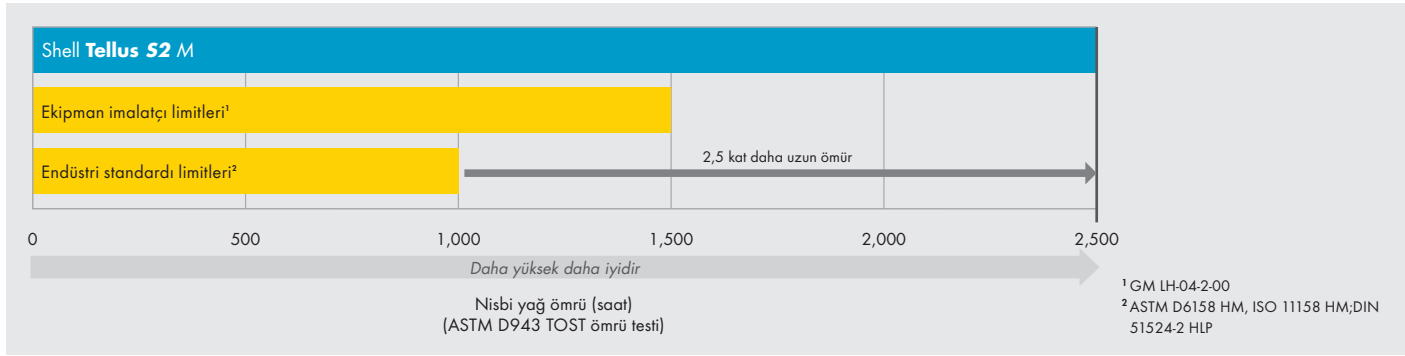 Shell Tellus S2 M
Ekipman imalatçı limitleri¹
Endüstri standardı limitleri²
2,5 kat daha uzun ömür
0 500 1,000 1,500 2,000 2,500
Daha yüksek daha iyidir
Nisbi yağ ömrü (saat)
(ASTM D943 TOST ömrü testi)
¹ GM LH-04-2-00
² ASTM D6158 HM, ISO 11158 HM;DIN
51524-2 HLP